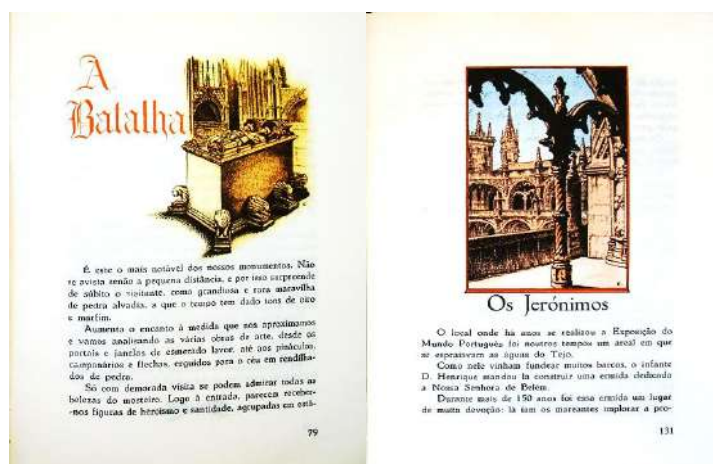 A
Batalha
É este o mais notável dos nossos monumentos. Não
se avista senão a pequena distância, e por isso surpreende
de súbito o visitante, como grandiosa e rara maravilha
de pedra alvadia, a que o tempo tem dado tons de oiro
e marfim.
Aumenta o encanto à medida que nos aproximamos
e vamos analisando as várias obras de arte, desde os
portais e janelas de esmerado lavor, até aos pináculos,
campanários e flechas, erguidos para o céu em rendilha-
dos de pedra.
Só com demorada visita se podem admirar todas as
belezas do mosteiro. Logo à entrada, parecem receber-
-nos figuras de heroísmo e santidade, agrupadas em está-
79
Os Jerónimos
O local onde há anos se realizou a Exposição do
Mundo Português foi noutros tempos um areal em que
se espraiavam as águas do Tejo.
Como nele vinham fundear muitos barcos, o infante
D. Henrique mandou lá construir uma ermida dedicada
a Nossa Senhora de Belém.
Durante mais de 150 anos foi essa ermida um lugar
de muita devoção: lá iam os mareantes implorar a pro-
131